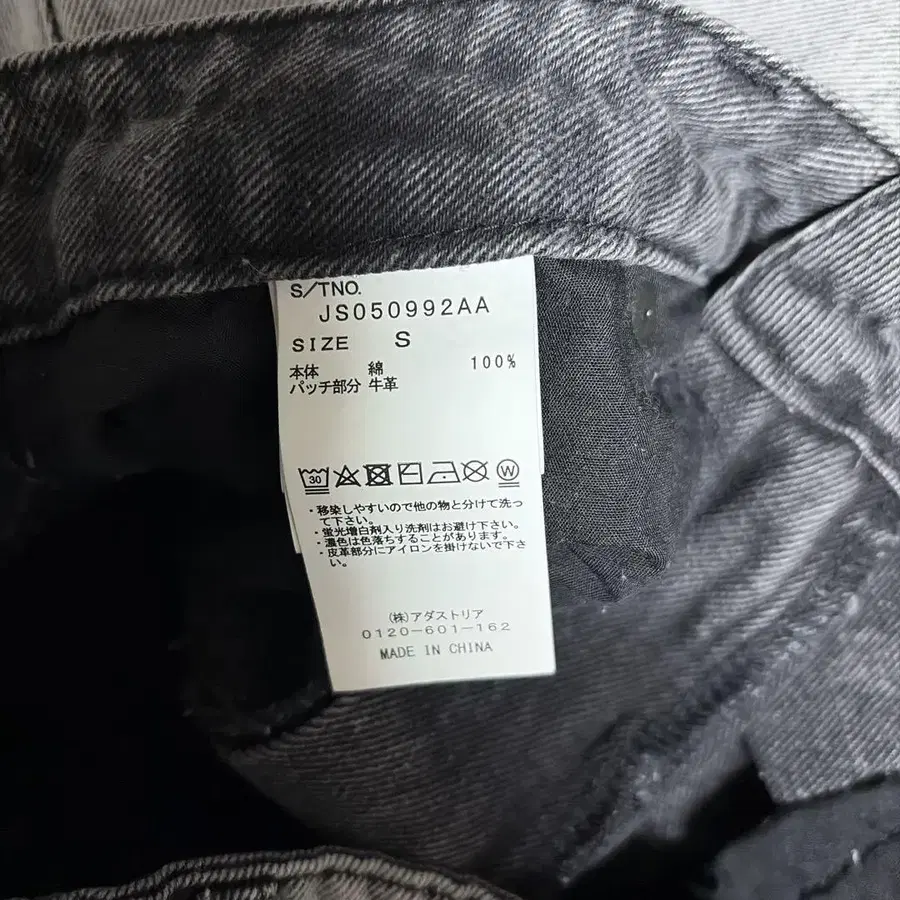 S/TNO.
JS050992AA
SIZE S
本体 綿 100%
パッチ部分 牛革
30 W
・移染しやすいので他の物と分けて洗っ
て下さい。
・蛍光増白剤入り洗剤はお避け下さい。
・濃色は色落ちすることがあります。
・皮革部分にアイロンを掛けないで下さ
い。
(株)アダストリア
0120-601-162
MADE IN CHINA